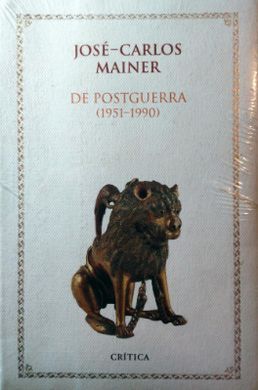 JOSÉ-CARLOS
MAINER
DE POSTGUERRA
(1951-1990)
CRÍTICA